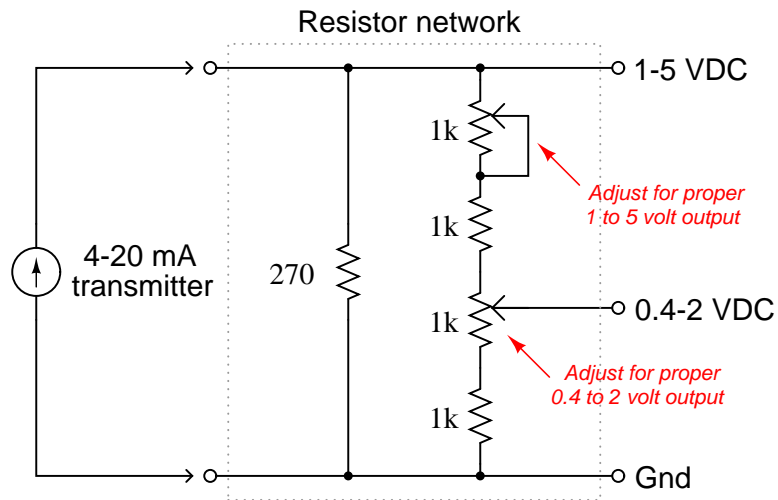 Resistor network
1-5 VDC
1k
Adjust for proper
1 to 5 volt output
1k
4-20 mA
transmitter
270
1k
0.4-2 VDC
Adjust for proper
0.4 to 2 volt output
1k
Gnd